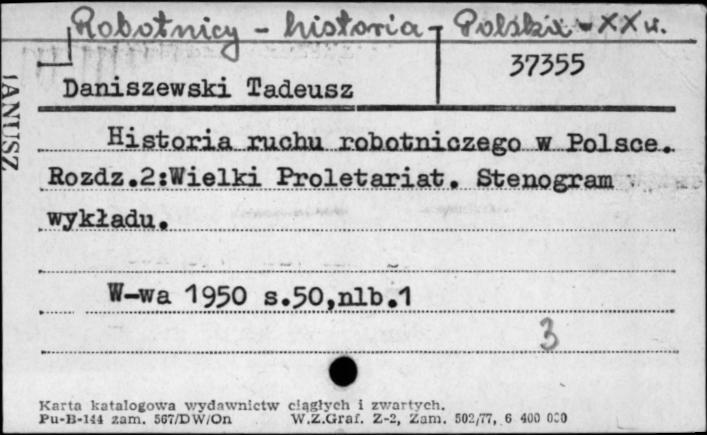 Robotnicy - historia - Polska - XX w.
37355
Daniszewski Tadeusz
JANUSZ
Historia ruchu robotniczego w Polsce.
Rozdz.2:Wielki Proletariat. Stenogram
wykładu.
W-wa 1950 s.50,nlb.1
3
Karta katalogowa wydawnictw ciągłych i zwartych.
Pu-B-144 zam. 567/DW/On W.Z.Graf. Z-2, Zam. 502/77, 6 400 000